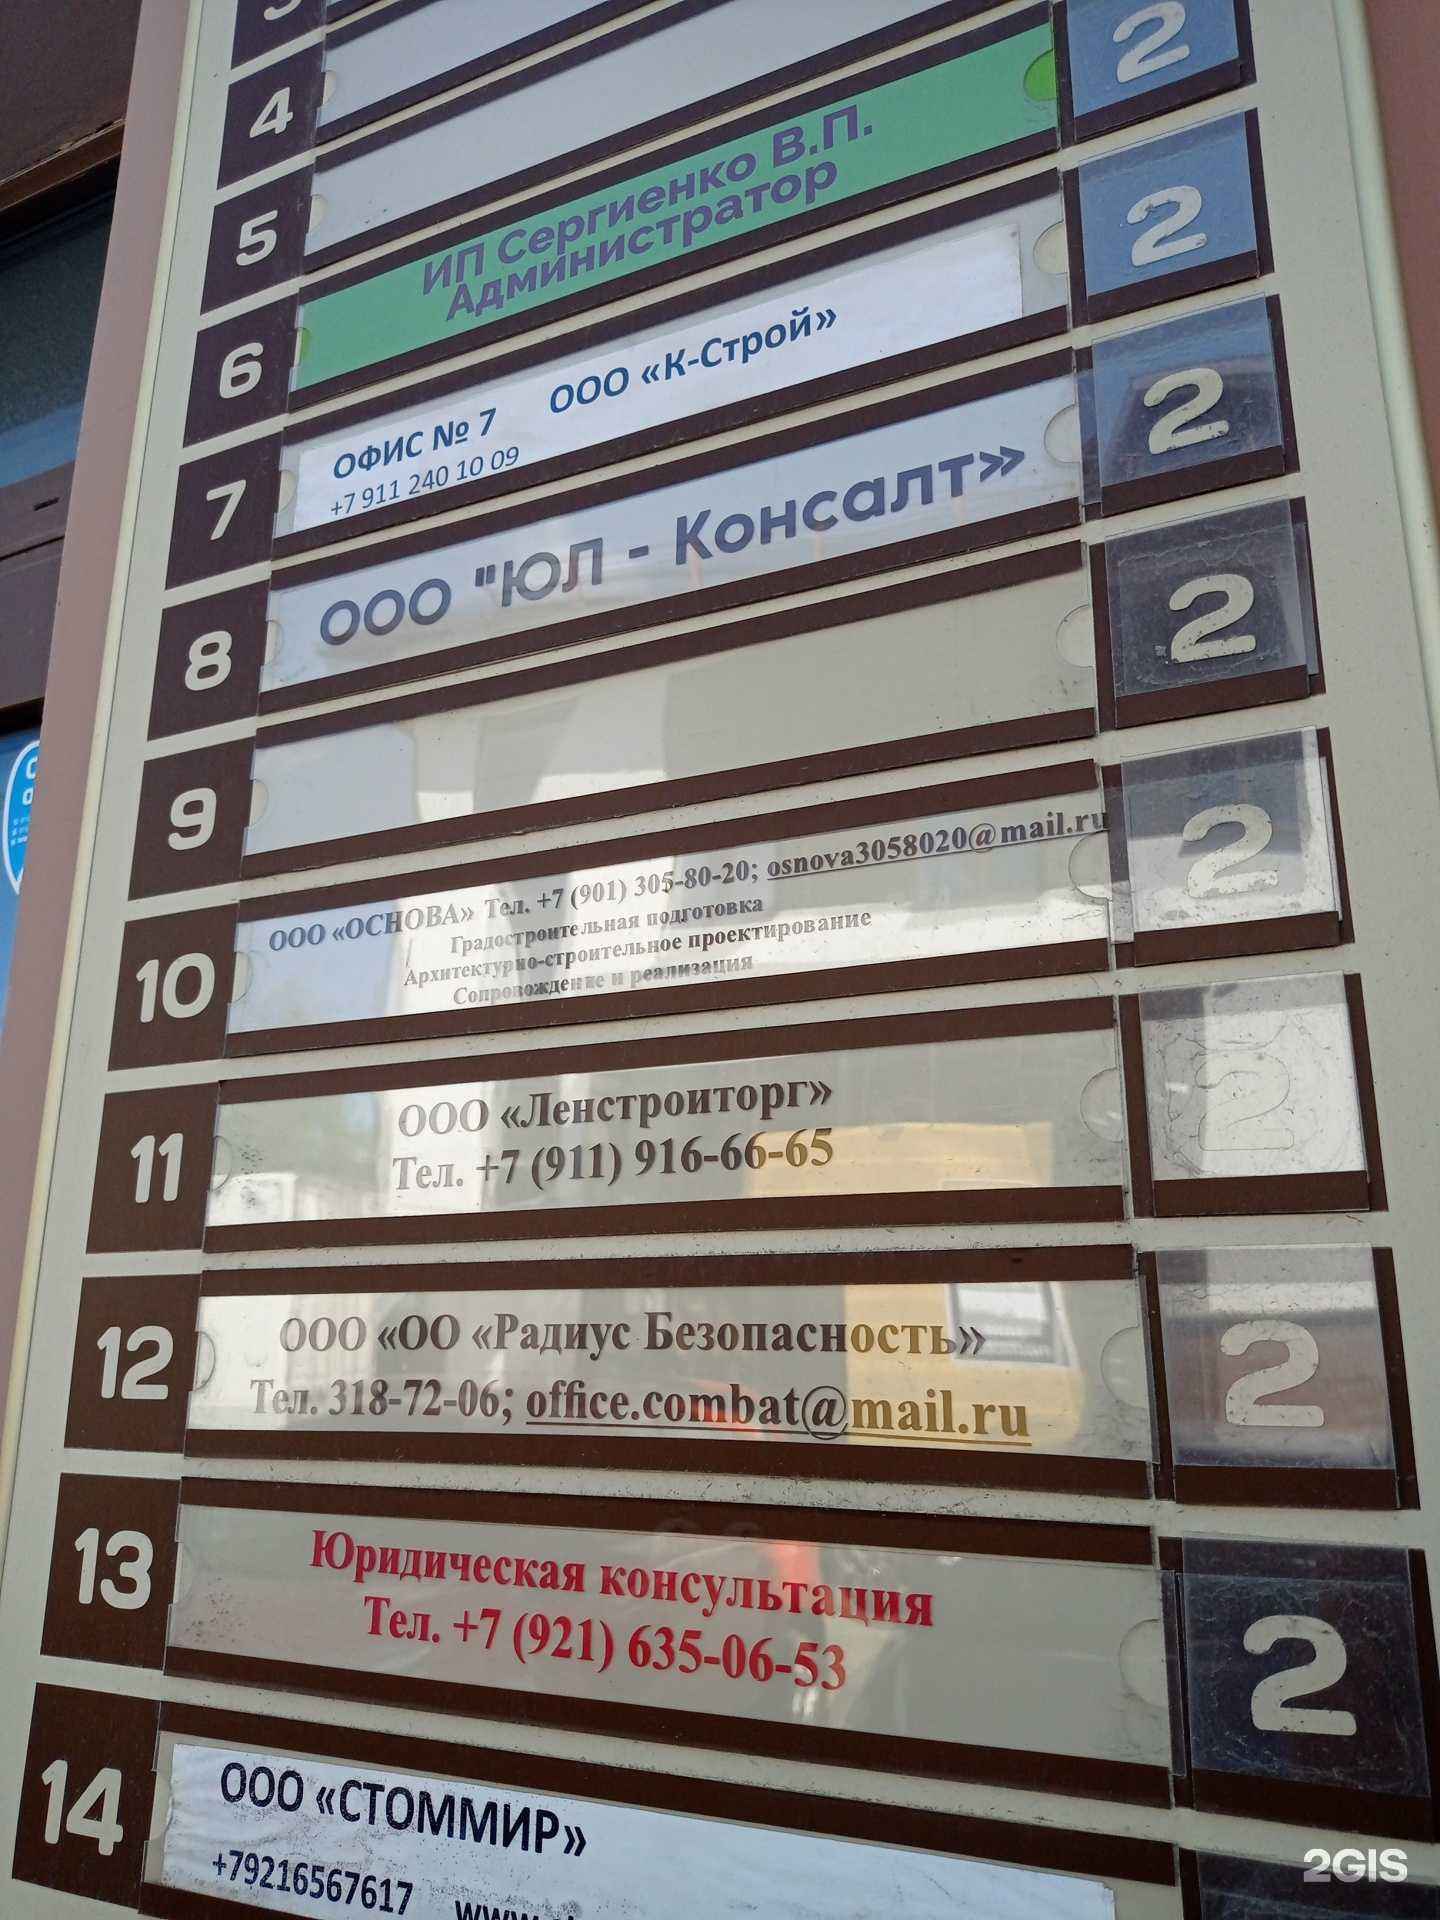 2
4
5
ИП Сергиенко В.П.
Администратор
2
6
ОФИС № 7 ООО «К-Строй»
+7 911 240 10 09
2
7
ООО "ЮЛ - Консалт»
2
8
2
9
ООО «ОСНОВА» Тел. +7 (901) 305-80-20; osnova3058020@mail.ru
Градостроительная подготовка
Архитектурно-строительное проектирование
Сопровождение и реализация
2
10
ООО «Ленстроиторг»
Тел. +7 (911) 916-66-65
2
11
ООО «ОО «Радиус Безопасность»
Тел. 318-72-06; office.combat@mail.ru
2
12
Юридическая консультация
Тел. +7 (921) 635-06-53
2
13
ООО «СТОММИР»
+79216567617
14
2GIS